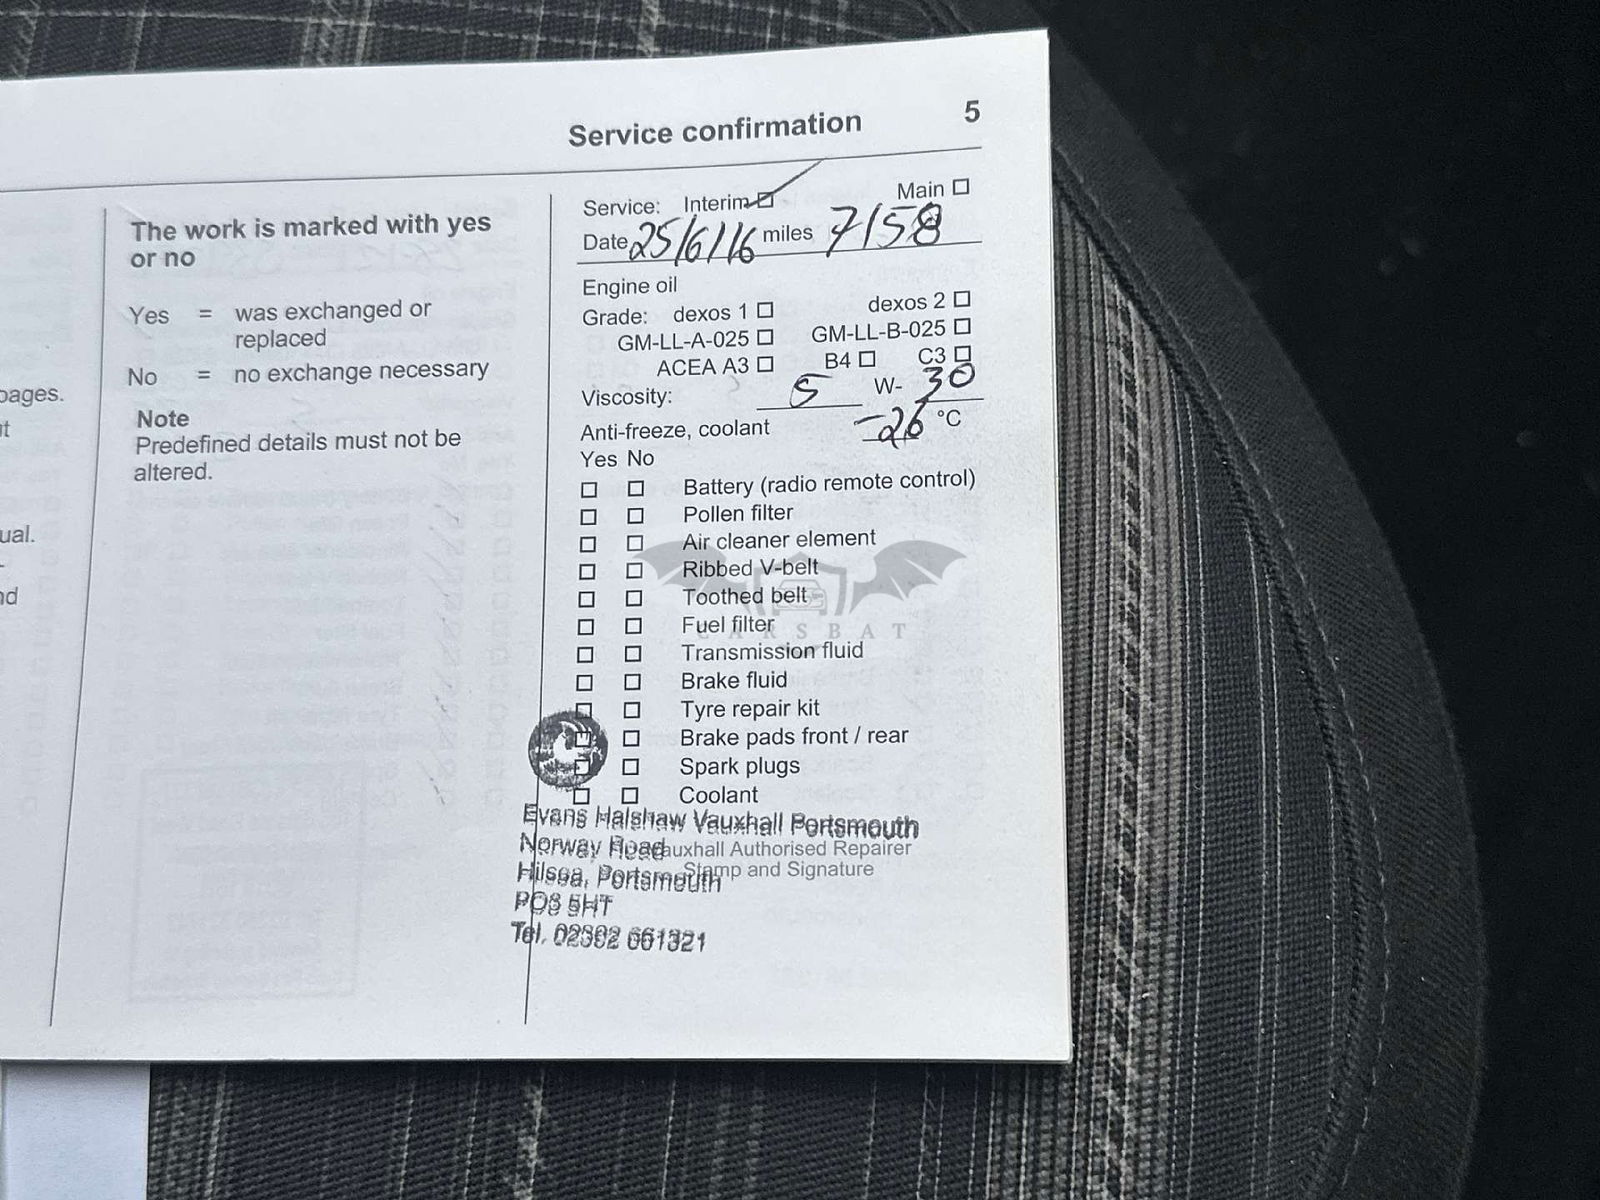 Service confirmation 5
pages.
ual.
The work is marked with yes
or no
Yes = was exchanged or
replaced
No = no exchange necessary
Note
Predefined details must not be
altered.
Service: Interim Main
Date 25/6/16 miles 7158
Engine oil
Grade: dexos 1 dexos 2
GM-LL-A-025 GM-LL-B-025
ACEA A3 B4 C3
Viscosity: 5 W- 30
Anti-freeze, coolant -26 °C
Yes No
Battery (radio remote control)
Pollen filter
Air cleaner element
Ribbed V-belt
Toothed belt
Fuel filter
CARSBAT
Transmission fluid
Brake fluid
Tyre repair kit
Brake pads front / rear
Spark plugs
Coolant
Evans Halshaw Vauxhall Portsmouth
Norway Road
auxhall Authorised Repairer
Hilsea, Portsmouth
Stamp and Signature
Tel. 02392 661321